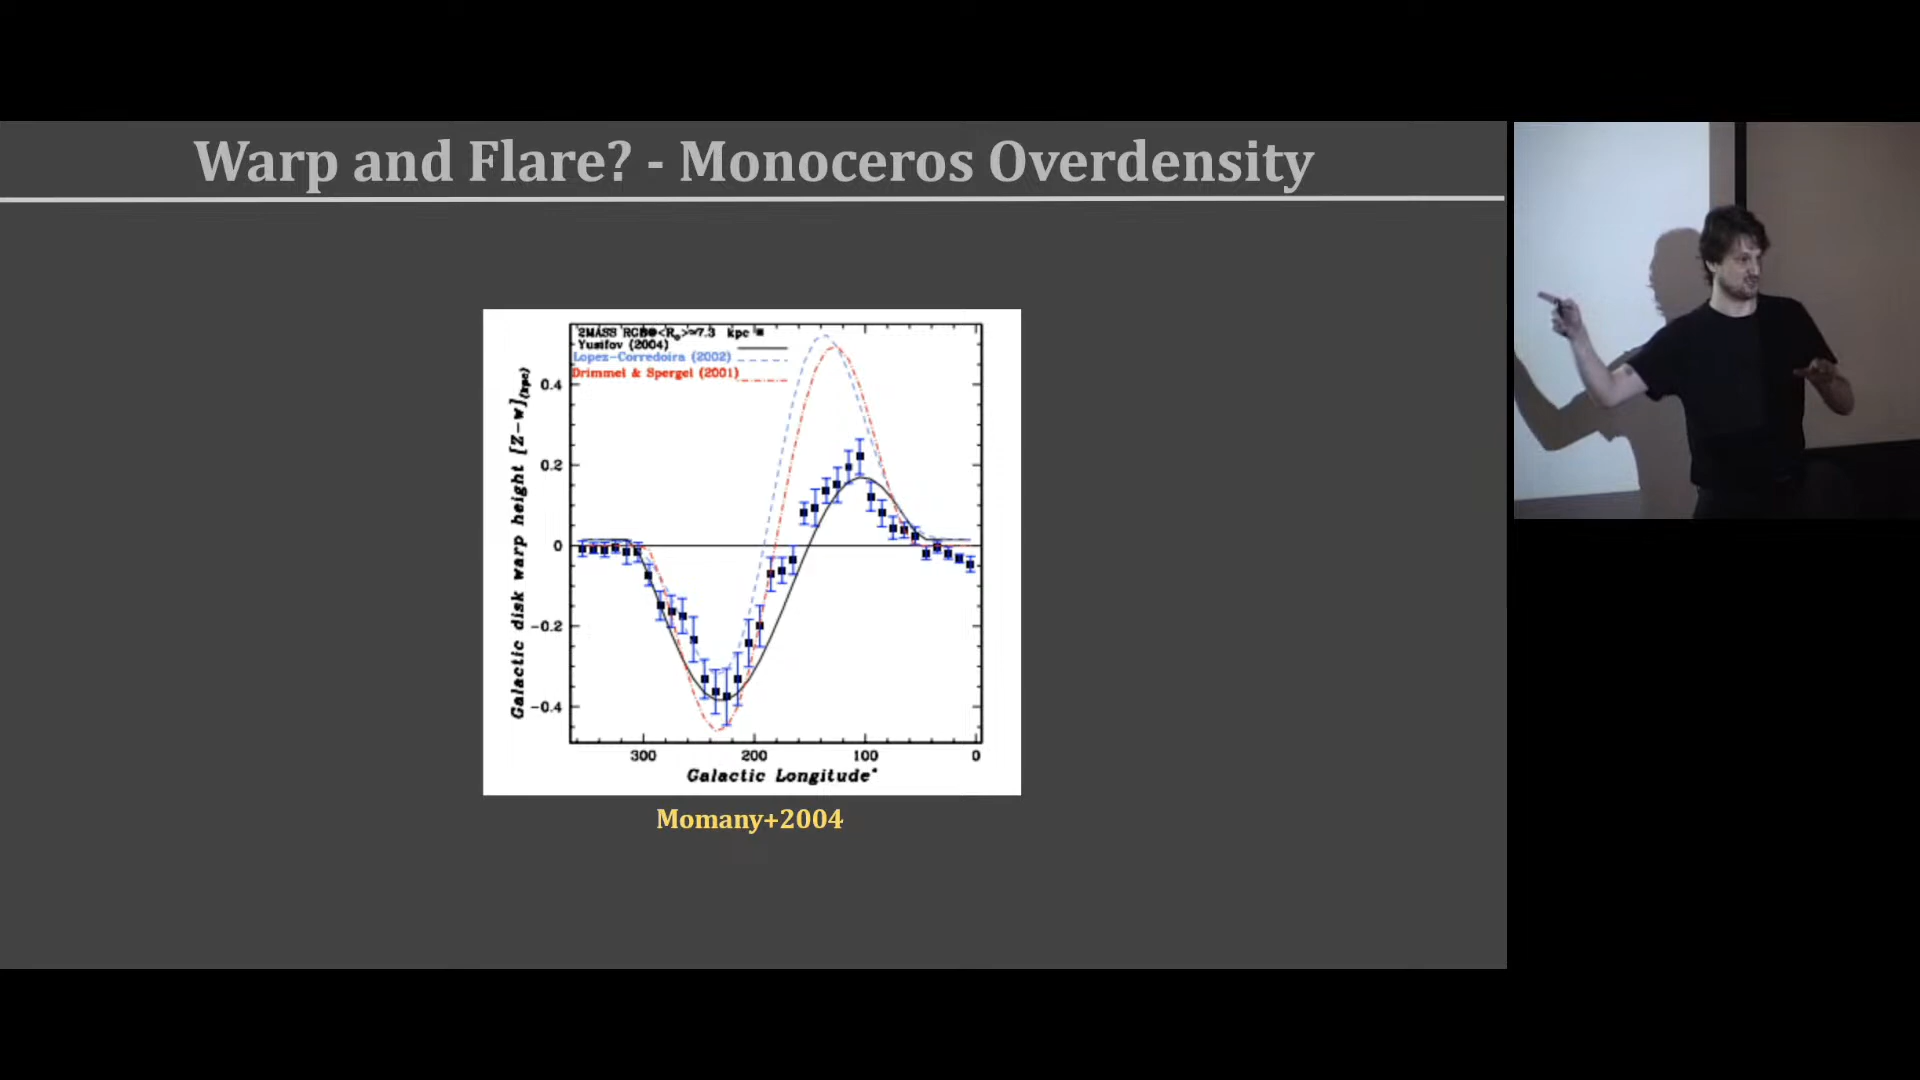 Warp and Flare? - Monoceros Overdensity
2MASS RGB <R⊙>~7.3 kpc
Yusifov (2004)
Lopez-Corredoira (2002)
Drimmel & Spergel (2001)
Galactic disk warp height [Z-w](kpc)
0.4
0.2
0
-0.2
-0.4
300 200 100 0
Galactic Longitude°
Momany+2004